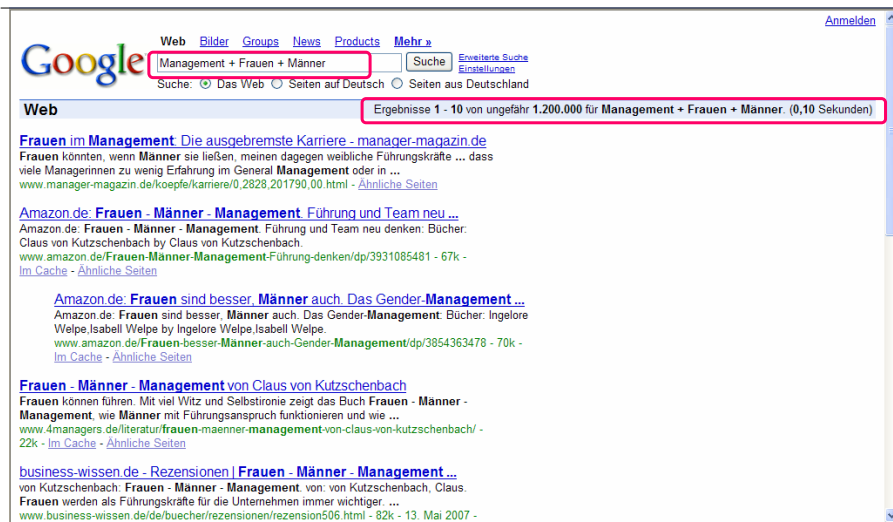 Anmelden
Web Bilder Groups News Products Mehr »
Google
Management + Frauen + Männer Suche Erweiterte Suche
Einstellungen
Suche: Das Web Seiten auf Deutsch Seiten aus Deutschland
Web Ergebnisse 1 - 10 von ungefähr 1.200.000 für Management + Frauen + Männer. (0,10 Sekunden)
Frauen im Management: Die ausgebremste Karriere - manager-magazin.de
Frauen könnten, wenn Männer sie ließen, meinen dagegen weibliche Führungskräfte ... dass
viele Managerinnen zu wenig Erfahrung im General Management oder in ...
www.manager-magazin.de/koepfe/karriere/0,2828,201790,00.html - Ähnliche Seiten
Amazon.de: Frauen - Männer - Management. Führung und Team neu ...
Amazon.de: Frauen - Männer - Management. Führung und Team neu denken: Bücher:
Claus von Kutzschenbach by Claus von Kutzschenbach.
www.amazon.de/Frauen-Männer-Management-Führung-denken/dp/3931085481 - 67k -
Im Cache - Ähnliche Seiten
Amazon.de: Frauen sind besser, Männer auch. Das Gender-Management ...
Amazon.de: Frauen sind besser, Männer auch. Das Gender-Management: Bücher: Ingelore
Welpe,Isabell Welpe by Ingelore Welpe,Isabell Welpe.
www.amazon.de/Frauen-besser-Männer-auch-Gender-Management/dp/3854363478 - 70k -
Im Cache - Ähnliche Seiten
Frauen - Männer - Management von Claus von Kutzschenbach
Frauen können führen. Mit viel Witz und Selbstironie zeigt das Buch Frauen - Männer -
Management, wie Männer mit Führungsanspruch funktionieren und wie ...
www.4managers.de/literatur/frauen-maenner-management-von-claus-von-kutzschenbach/ -
22k - Im Cache - Ähnliche Seiten
business-wissen.de - Rezensionen | Frauen - Männer - Management ...
von Kutzschenbach: Frauen - Männer - Management. von: von Kutzschenbach, Claus.
Frauen werden als Führungskräfte für die Unternehmen immer wichtiger. ...
www.business-wissen.de/de/buecher/rezensionen/rezension506.html - 82k - 13. Mai 2007 -